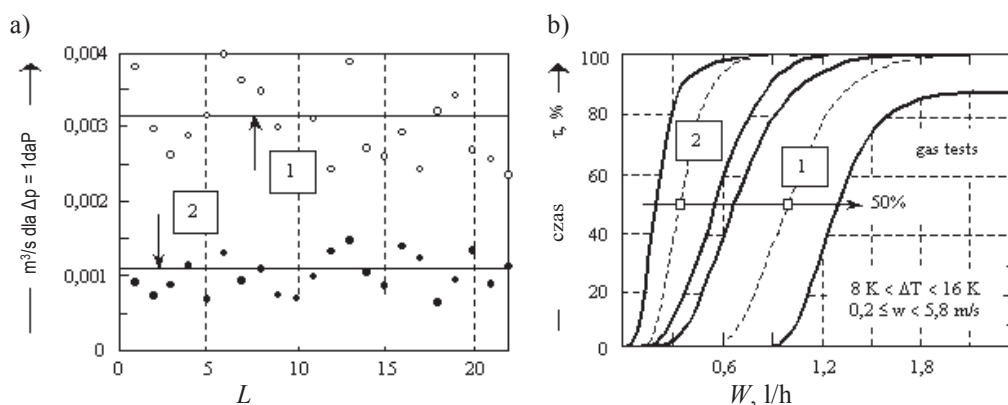 a)
m³/s dla Δp = 1daP
0,004
0,003
0,002
0,001
0
1
2
0 5 10 15 20
L
b)
czas τ, %
100
80
60
40
20
0
2
1
gas tests
50%
8 K < ΔT < 16 K
0,2 ≤ w < 5,8 m/s
0,6 1,2 1,8
W, l/h